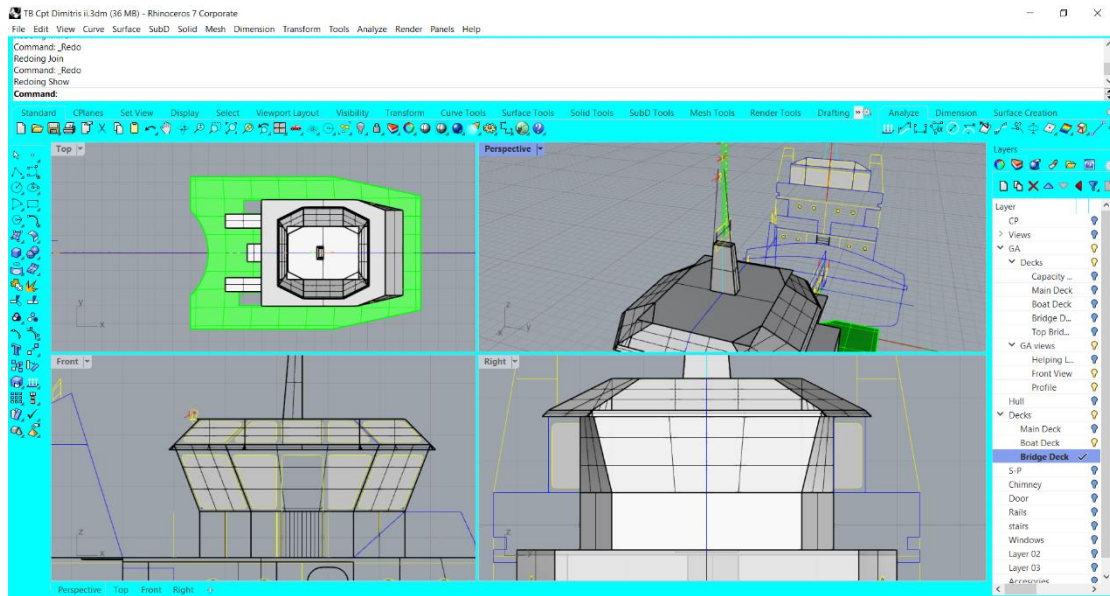 TB Cpt Dimitris ii.3dm (36 MB) - Rhinoceros 7 Corporate
File Edit View Curve Surface SubD Solid Mesh Dimension Transform Tools Analyze Render Panels Help
Command: _Redo
Redoing Join
Command: _Redo
Redoing Show
Command:
Standard CPlanes Set View Display Select Viewport Layout Visibility Transform Curve Tools Surface Tools Solid Tools SubD Tools Mesh Tools Render Tools Drafting Analyze Dimension Surface Creation
Top
Perspective
Layers
Layer
CP
Views
GA
Decks
Capacity ...
Main Deck
Boat Deck
Bridge D...
Top Brid...
GA views
Helping L...
Front View
Profile
Hull
Decks
Main Deck
Boat Deck
Bridge Deck
S-P
Chimney
Door
Rails
stairs
Windows
Layer 02
Layer 03
y
x
z
x
y
Front
Right
z
x
z
Perspective Top Front Right